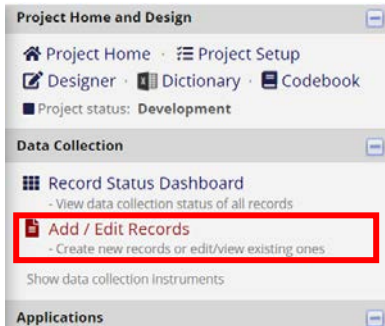 Project Home and Design
Project Home · Project Setup
Designer · Dictionary · Codebook
Project status: Development
Data Collection
Record Status Dashboard
- View data collection status of all records
Add / Edit Records
- Create new records or edit/view existing ones
Show data collection instruments
Applications